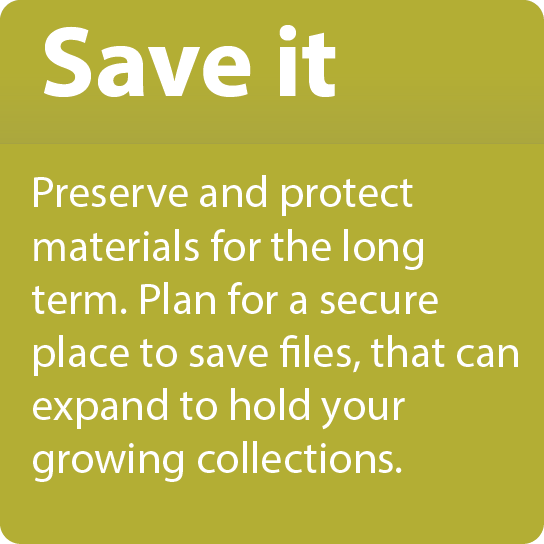 Save it
Preserve and protect
materials for the long
term. Plan for a secure
place to save files, that can
expand to hold your
growing collections.